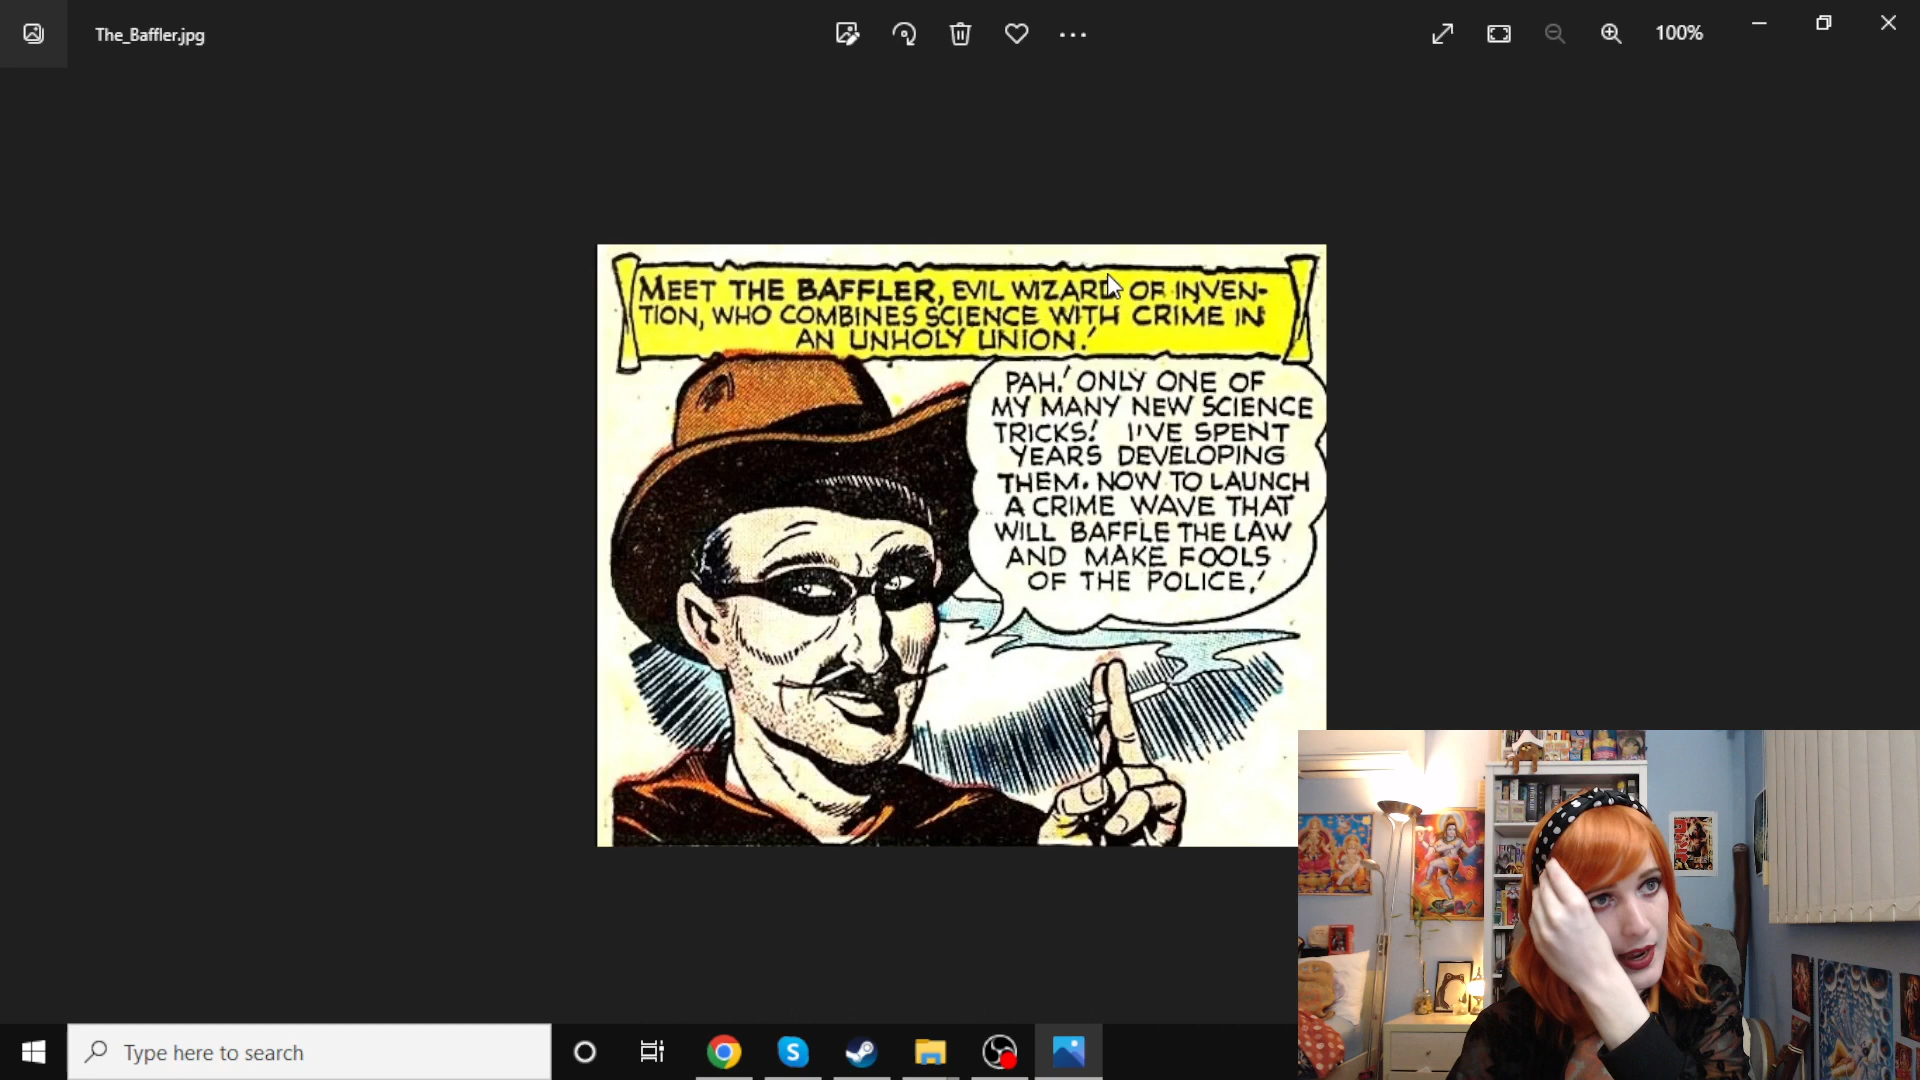 The_Baffler.jpg
100%
MEET THE BAFFLER, EVIL WIZARD OF INVEN-
TION, WHO COMBINES SCIENCE WITH CRIME IN
AN UNHOLY UNION!
PAH! ONLY ONE OF
MY MANY NEW SCIENCE
TRICKS! I'VE SPENT
YEARS DEVELOPING
THEM. NOW TO LAUNCH
A CRIME WAVE THAT
WILL BAFFLE THE LAW
AND MAKE FOOLS
OF THE POLICE!
Type here to search